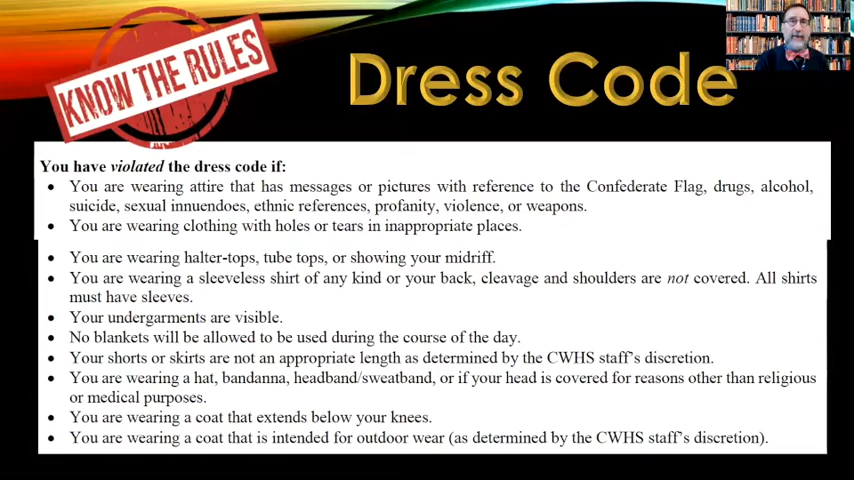 KNOW THE RULES
Dress Code
You have violated the dress code if:
• You are wearing attire that has messages or pictures with reference to the Confederate Flag, drugs, alcohol,
suicide, sexual innuendoes, ethnic references, profanity, violence, or weapons.
• You are wearing clothing with holes or tears in inappropriate places.
• You are wearing halter-tops, tube tops, or showing your midriff.
• You are wearing a sleeveless shirt of any kind or your back, cleavage and shoulders are not covered. All shirts
must have sleeves.
• Your undergarments are visible.
• No blankets will be allowed to be used during the course of the day.
• Your shorts or skirts are not an appropriate length as determined by the CWHS staff's discretion.
• You are wearing a hat, bandanna, headband/sweatband, or if your head is covered for reasons other than religious
or medical purposes.
• You are wearing a coat that extends below your knees.
• You are wearing a coat that is intended for outdoor wear (as determined by the CWHS staff's discretion).